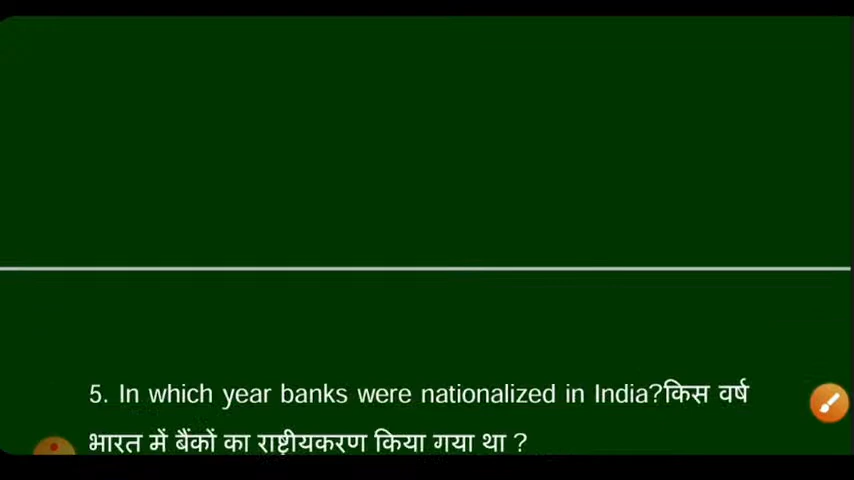 5. In which year banks were nationalized in India?किस वर्ष
भारत में बैंकों का राष्ट्रीयकरण किया गया था ?